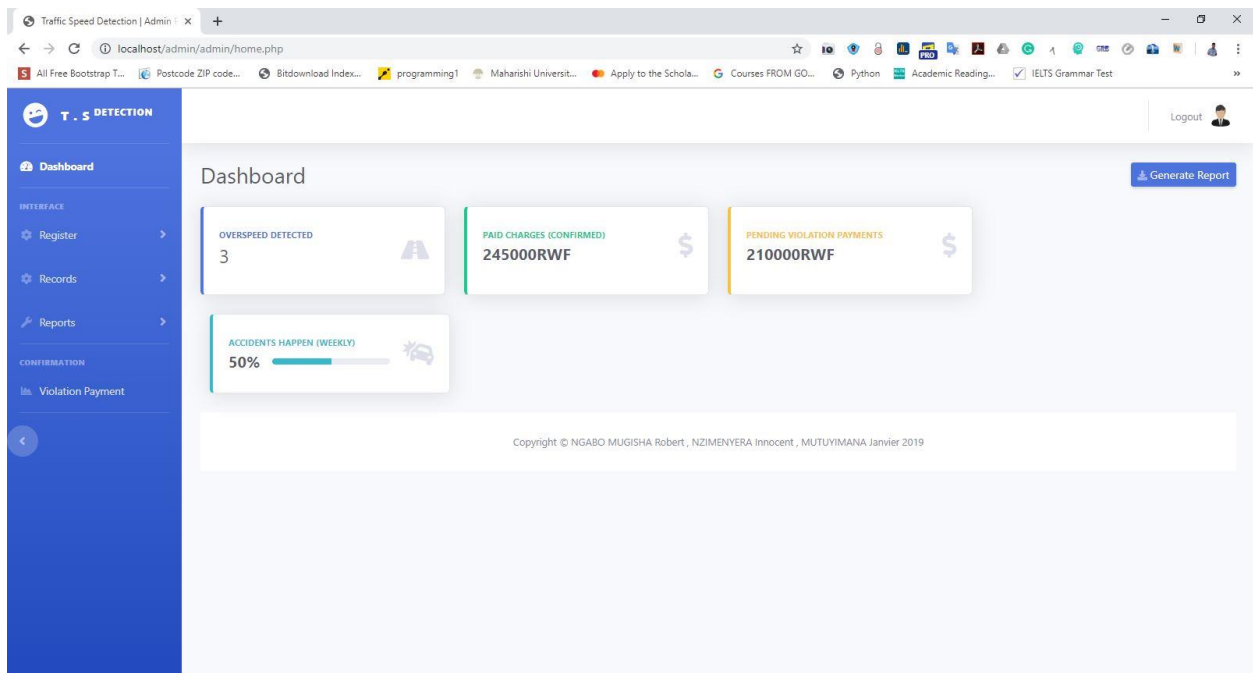 Traffic Speed Detection | Admin
localhost/admin/admin/home.php
PRO
GRE
S All Free Bootstrap T... Postcode ZIP code... Bitdownload Index... programming1 Maharishi Universit... Apply to the Schola... G Courses FROM GO... Python Academic Reading... IELTS Grammar Test »
T . S DETECTION
Logout
Dashboard
Dashboard
Generate Report
INTERFACE
Register
Records
Reports
CONFIRMATION
Violation Payment
OVERSPEED DETECTED
3
PAID CHARGES (CONFIRMED)
245000RWF
$
PENDING VIOLATION PAYMENTS
210000RWF
$
ACCIDENTS HAPPEN (WEEKLY)
50%
Copyright © NGABO MUGISHA Robert , NZIMENYERA Innocent , MUTUYIMANA Janvier 2019